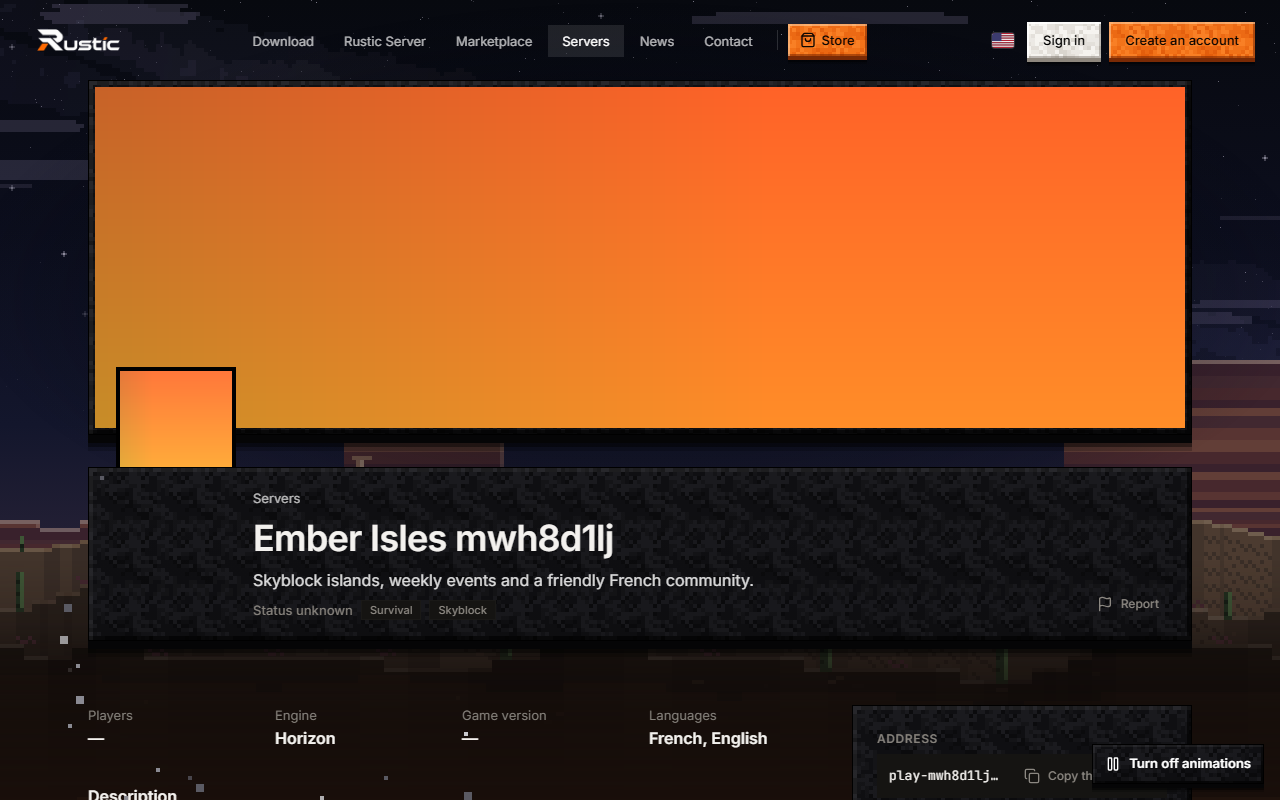 Rustic
Download
Rustic Server
Marketplace
Servers
News
Contact
Store
Sign in
Create an account
Servers
Ember Isles mwh8d1lj
Skyblock islands, weekly events and a friendly French community.
Status unknown
Survival
Skyblock
Report
Players
—
Engine
Horizon
Game version
—
Languages
French, English
ADDRESS
play-mwh8d1lj…
Copy th
Turn off animations
Description